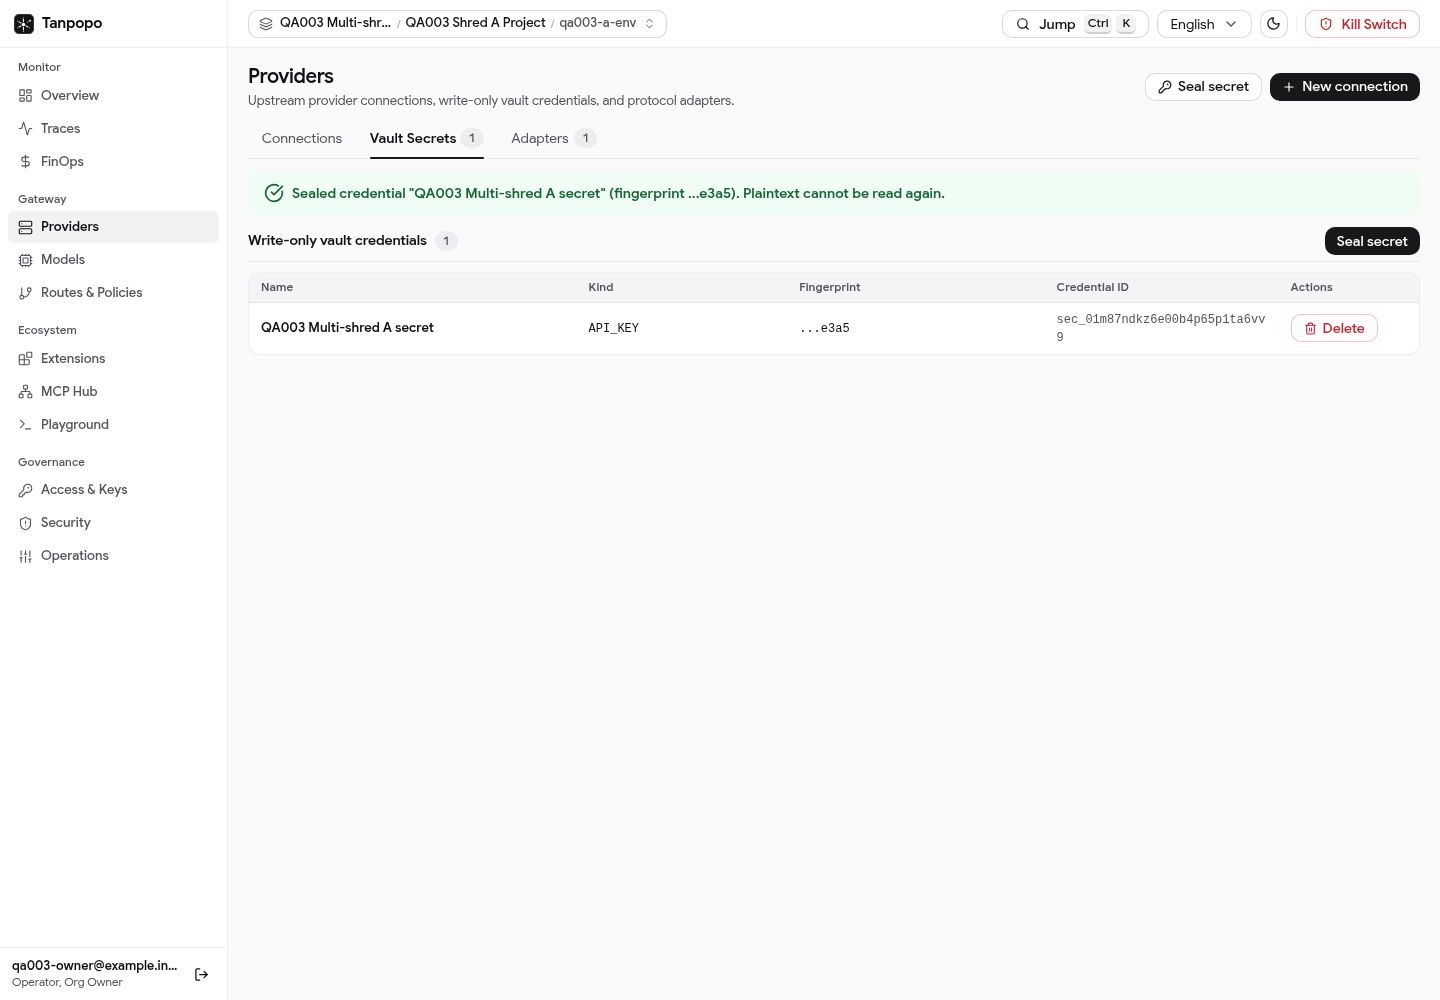 Tanpopo
QA003 Multi-shr... / QA003 Shred A Project / qa003-a-env
Jump Ctrl K
English
Kill Switch
Monitor
Overview
Traces
FinOps
Gateway
Providers
Models
Routes & Policies
Ecosystem
Extensions
MCP Hub
Playground
Governance
Access & Keys
Security
Operations
qa003-owner@example.in...
Operator, Org Owner
Providers
Upstream provider connections, write-only vault credentials, and protocol adapters.
Seal secret
New connection
Connections Vault Secrets 1 Adapters 1
Sealed credential "QA003 Multi-shred A secret" (fingerprint ...e3a5). Plaintext cannot be read again.
Write-only vault credentials 1
Seal secret
Name Kind Fingerprint Credential ID Actions
QA003 Multi-shred A secret API_KEY ...e3a5 sec_01m87ndkz6e00b4p65p1ta6vv
9
Delete